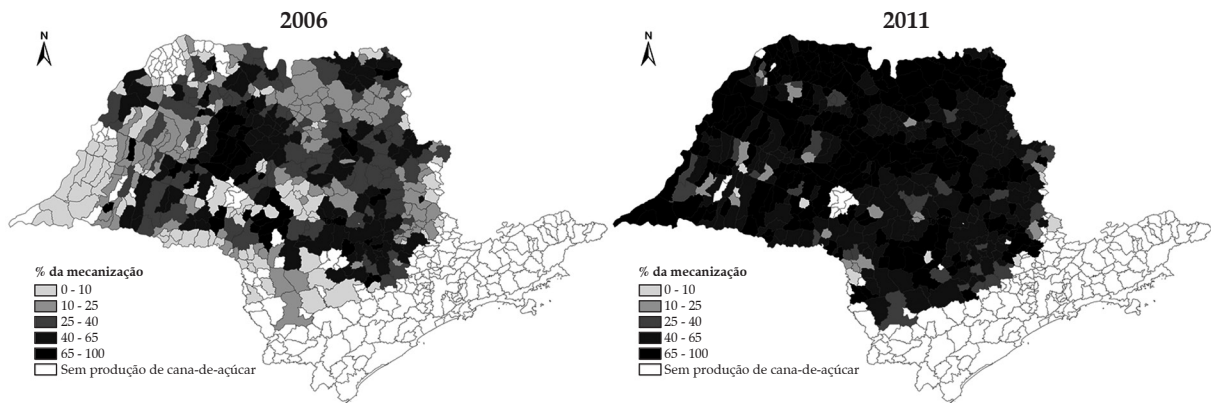 2006
N
% da mecanização
0 - 10
10 - 25
25 - 40
40 - 65
65 - 100
Sem produção de cana-de-açúcar
2011
N
% da mecanização
0 - 10
10 - 25
25 - 40
40 - 65
65 - 100
Sem produção de cana-de-açúcar